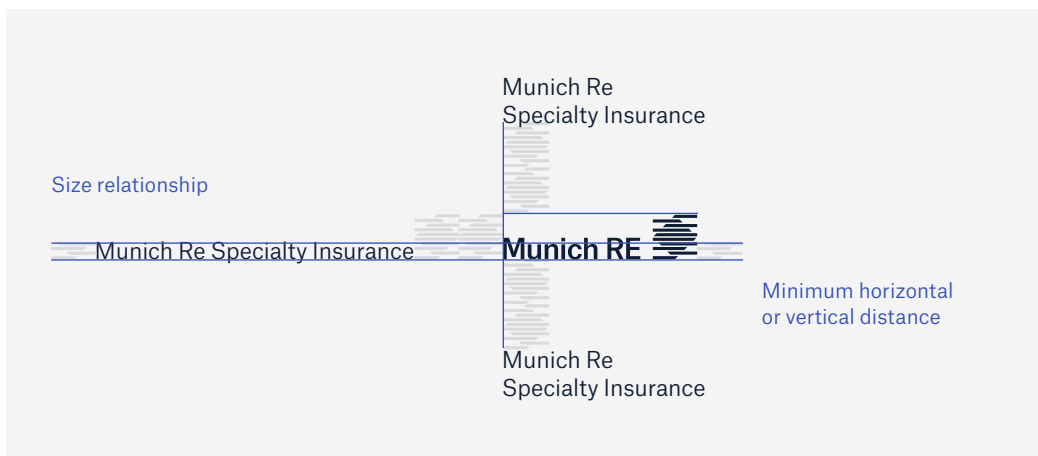 Munich Re
Specialty Insurance
Size relationship
Munich Re Specialty Insurance
Munich RE
Minimum horizontal
or vertical distance
Munich Re
Specialty Insurance